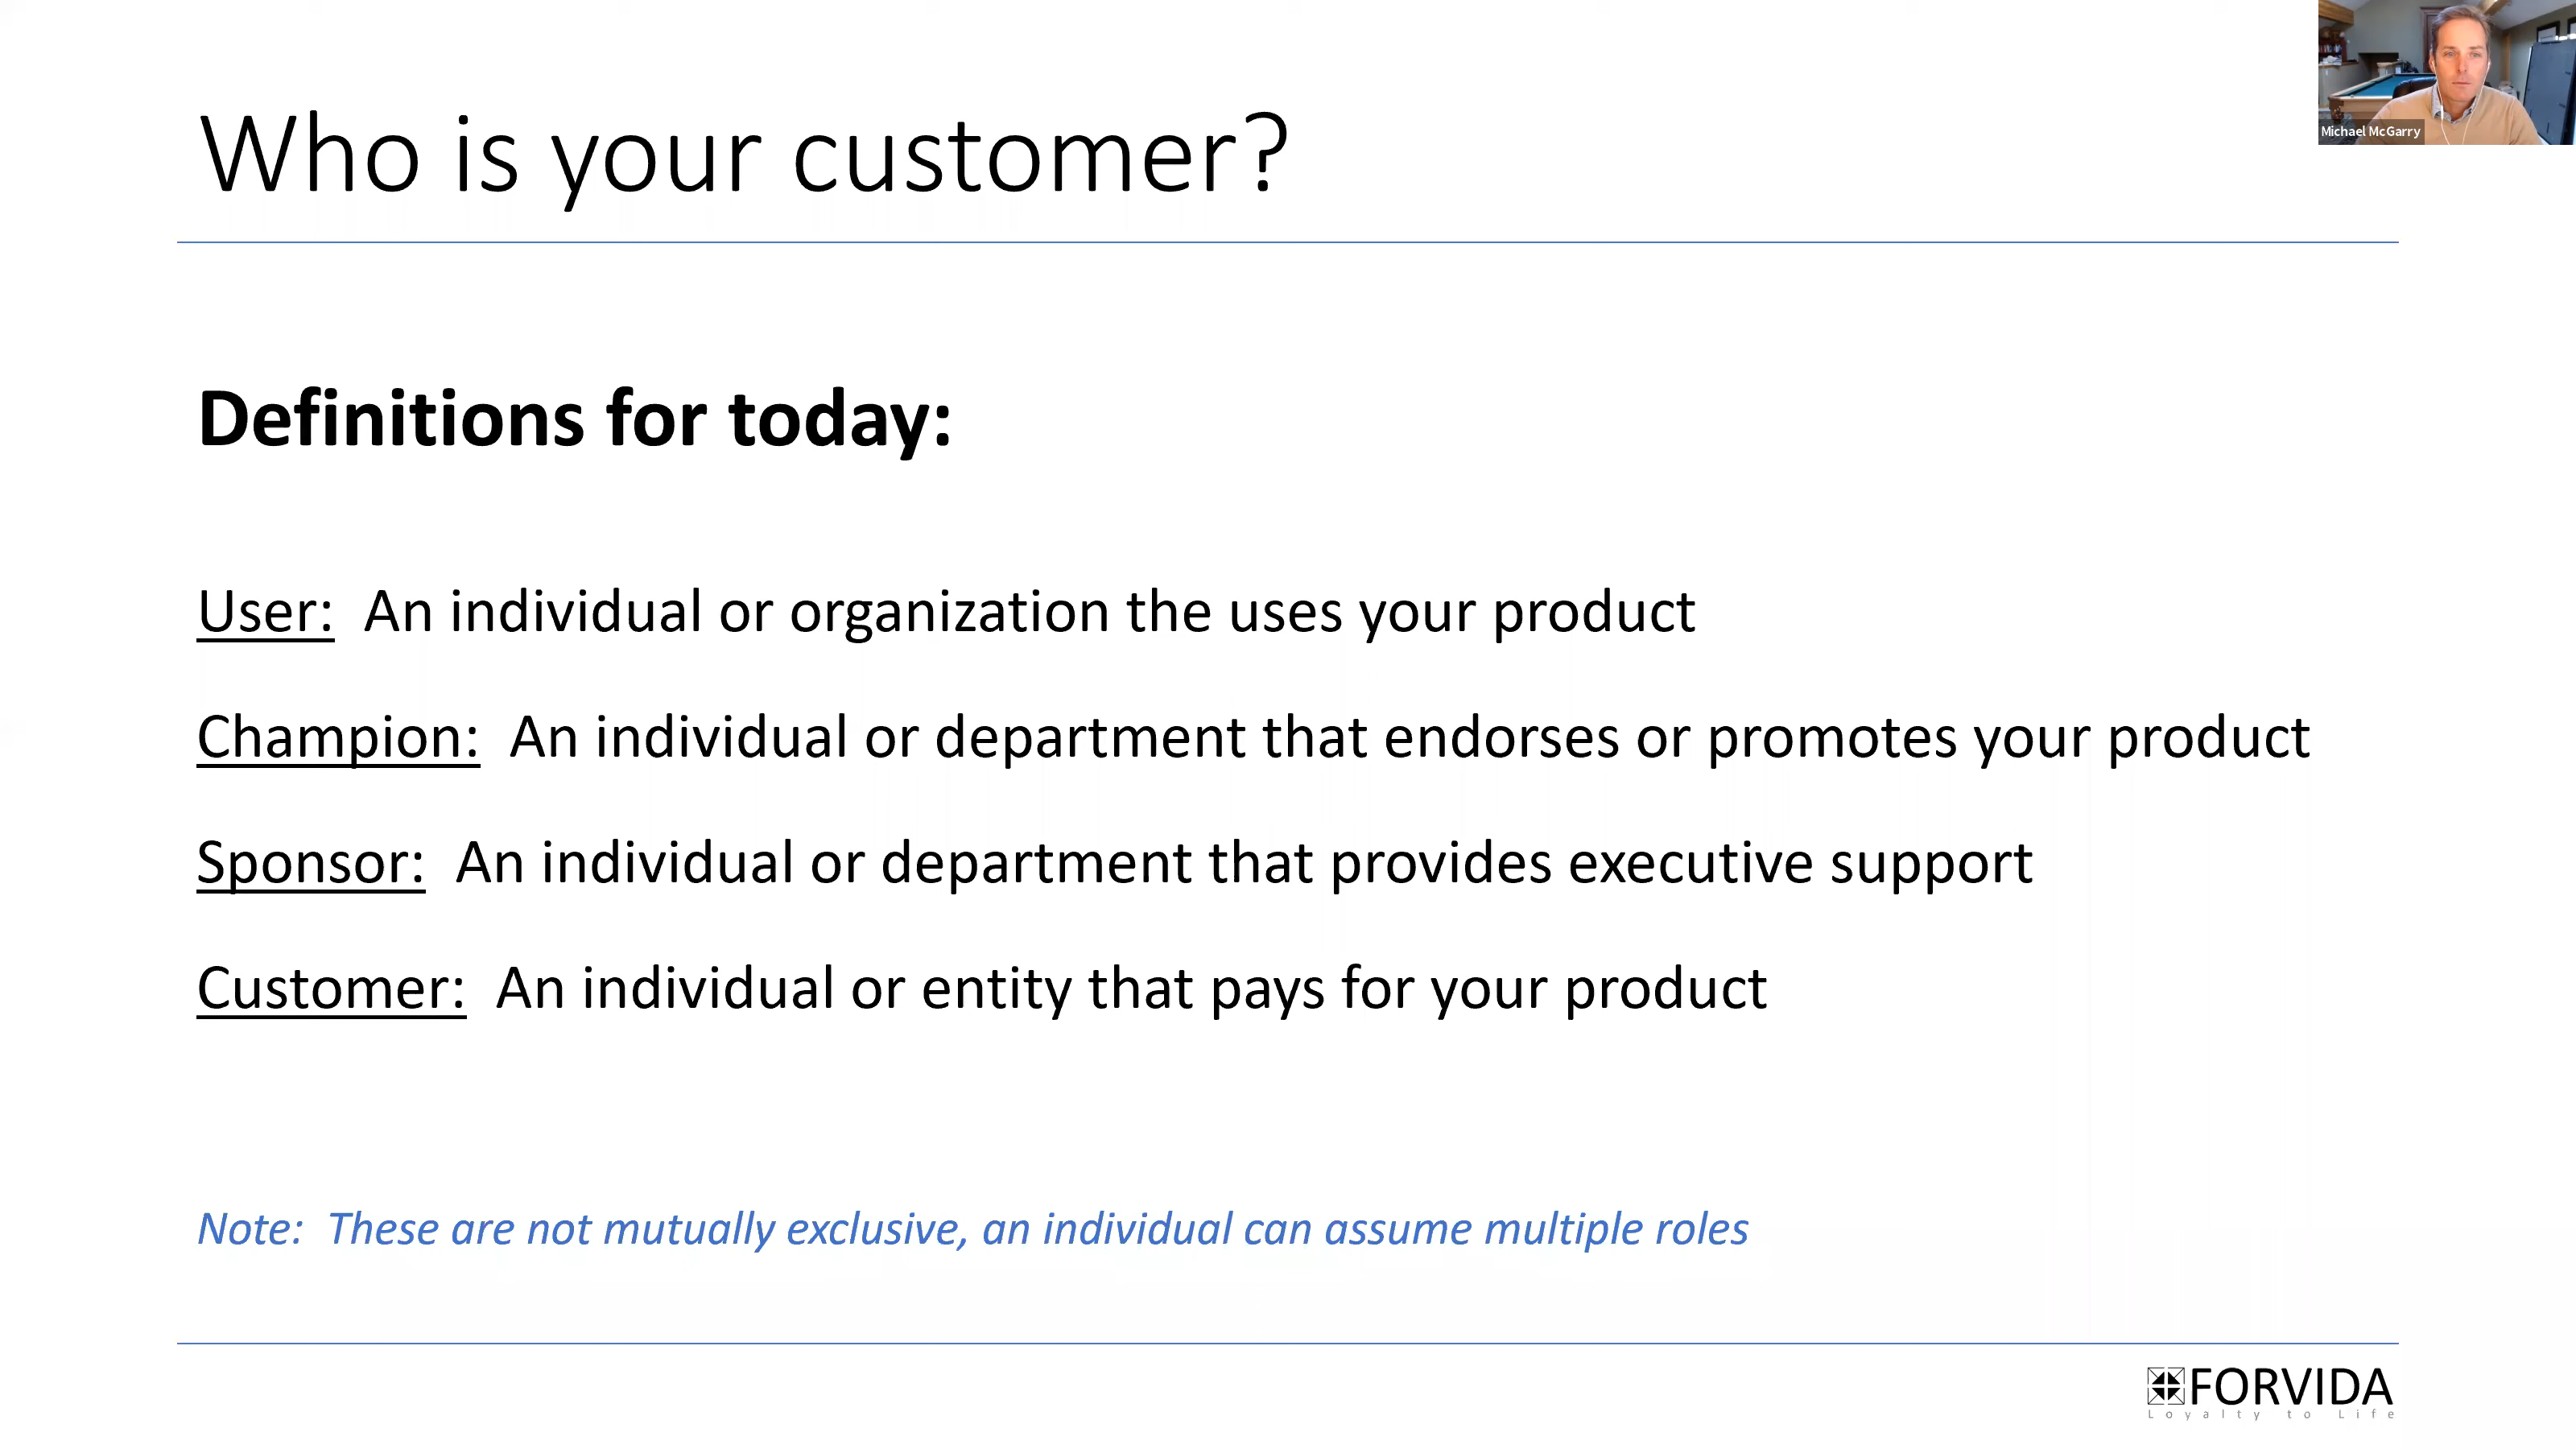 Who is your customer?
Michael McGarry
Definitions for today:
User: An individual or organization the uses your product
Champion: An individual or department that endorses or promotes your product
Sponsor: An individual or department that provides executive support
Customer: An individual or entity that pays for your product
Note: These are not mutually exclusive, an individual can assume multiple roles
FORVIDA
Loyalty to Life